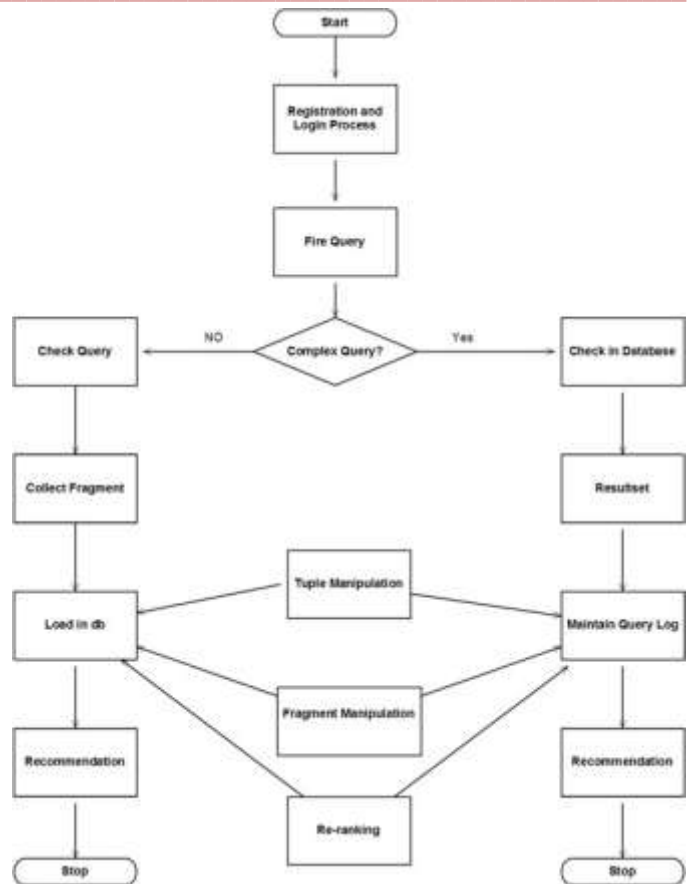 Start
Registration and
Login Process
Fire Query
NO
Yes
Check Query
Complex Query?
Check in Database
Collect Fragment
Resultset
Tuple Manipulation
Load in db
Maintain Query Log
Fragment Manipulation
Recommendation
Recommendation
Re-ranking
Stop
Stop